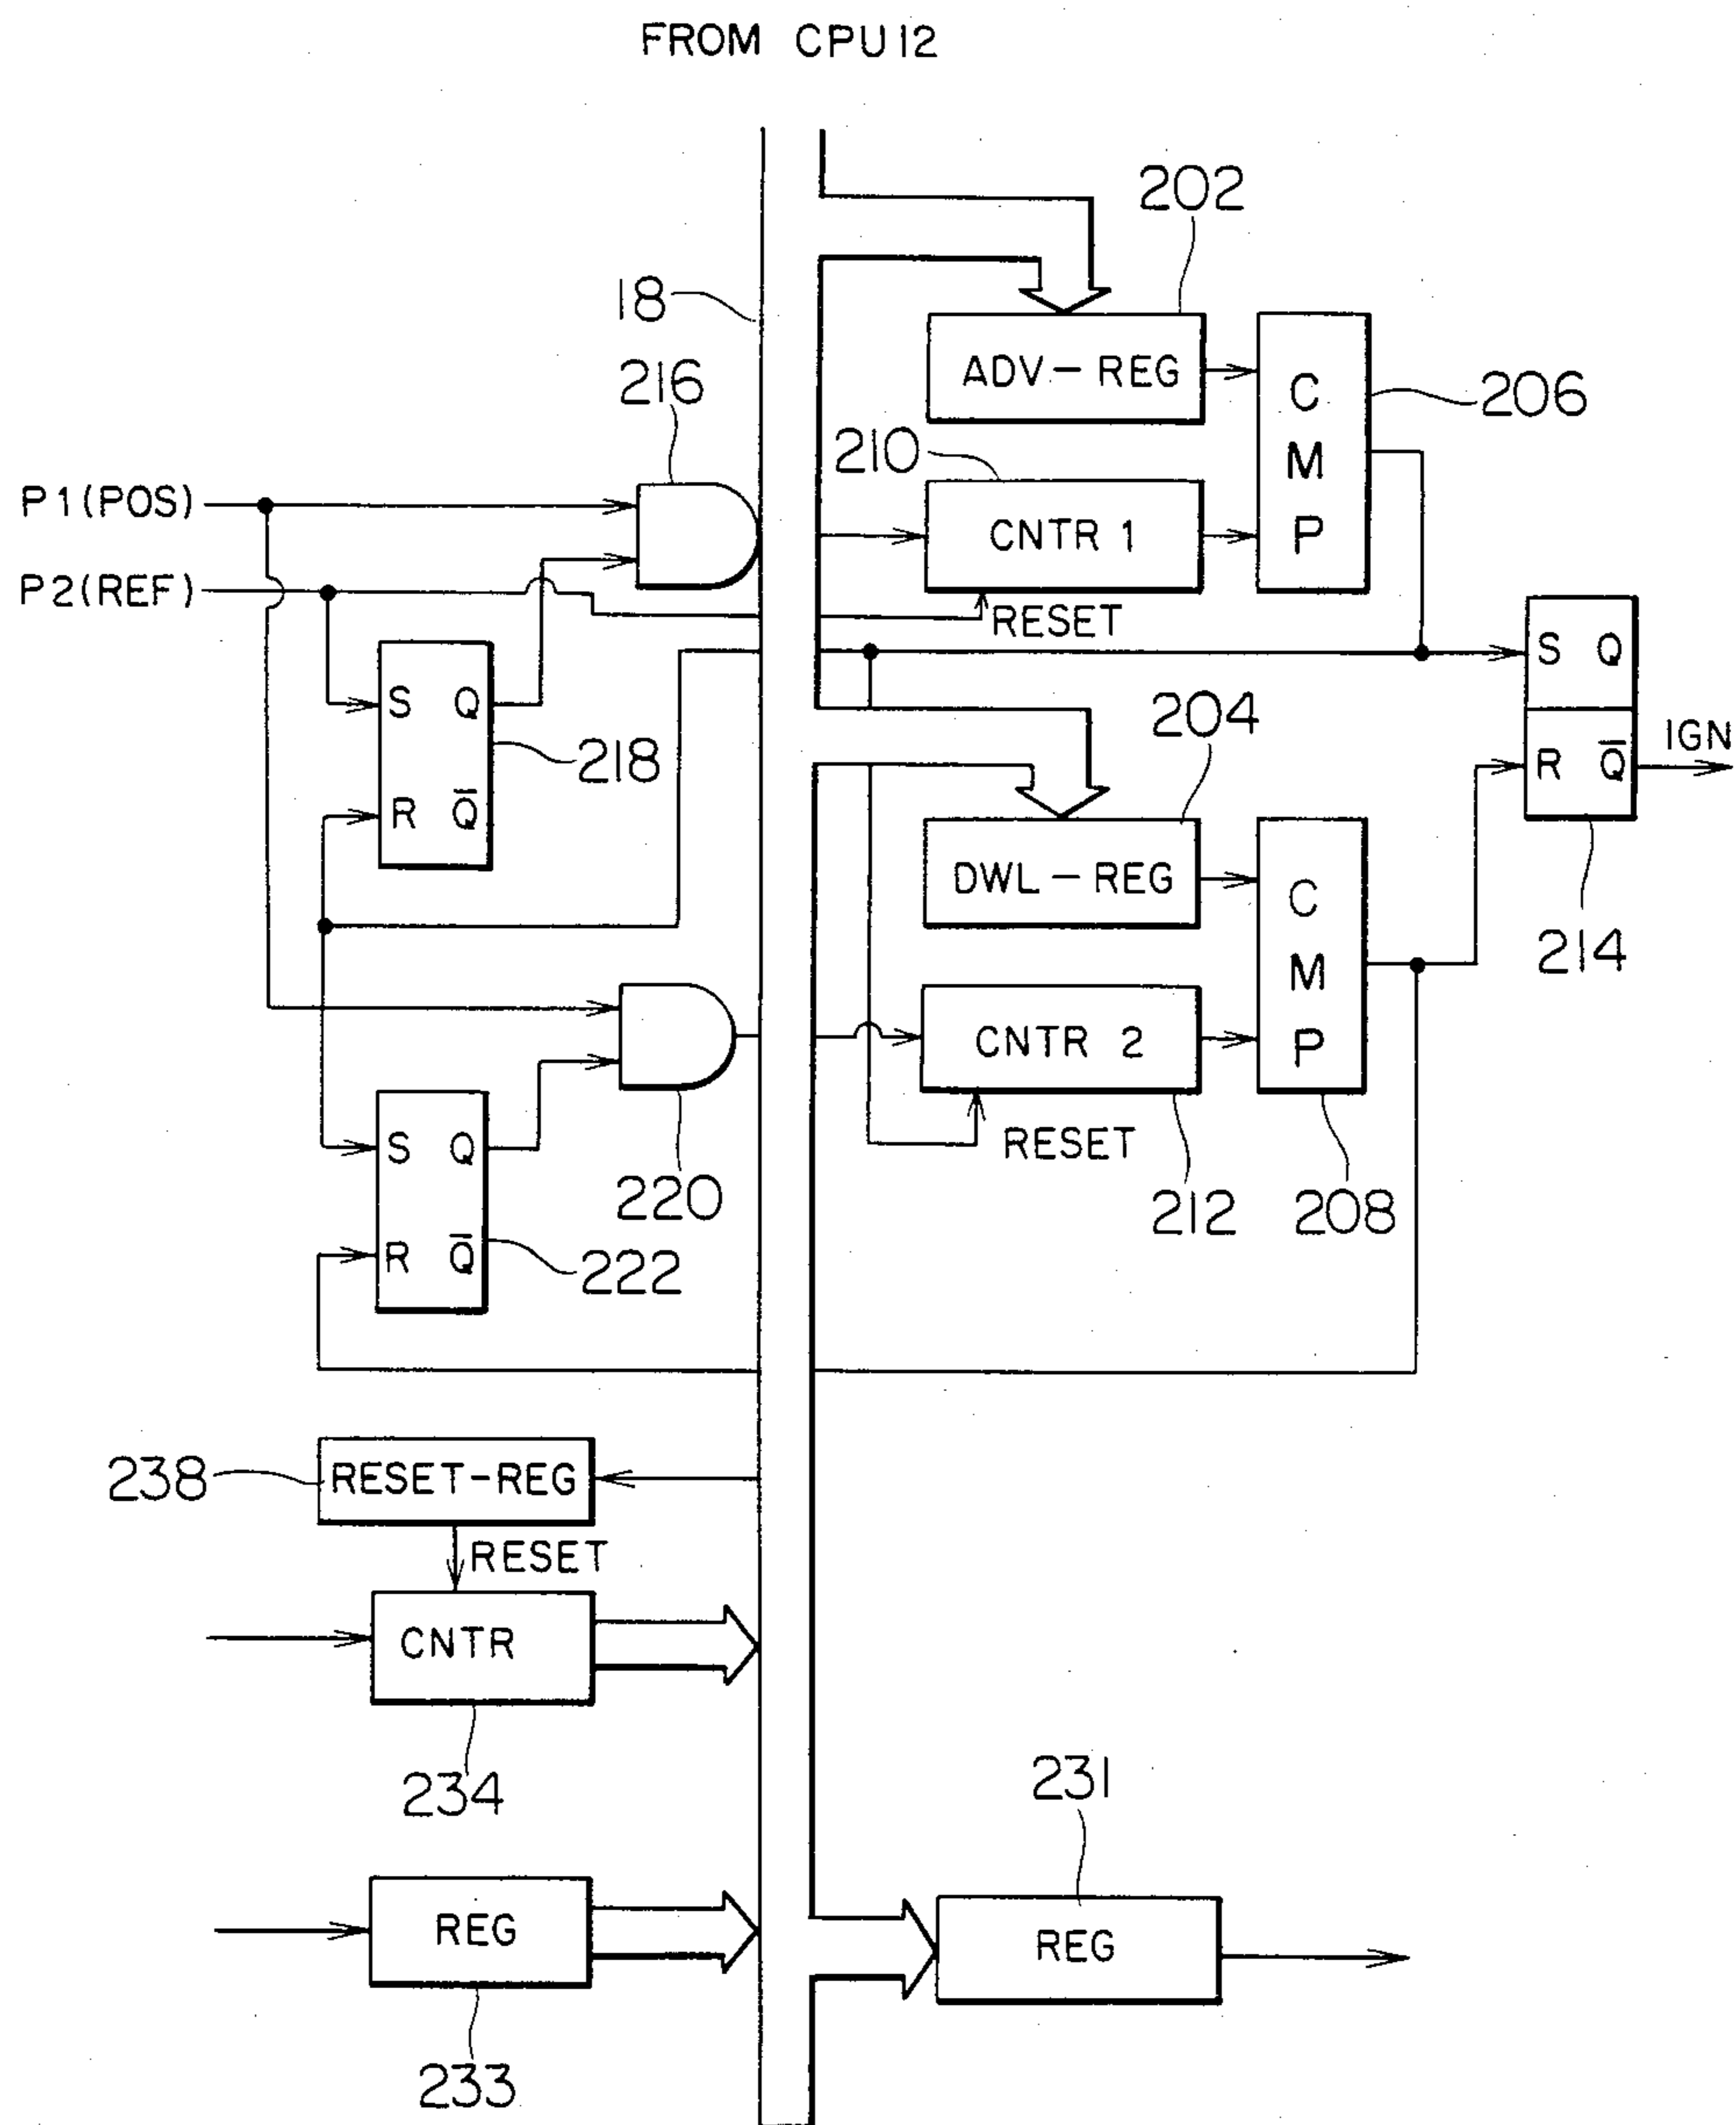 FROM CPU12
202
18
216
ADV-REG
C
M
P
206
210
CNTR 1
P1(POS)
P2(REF)
RESET
S Q
R Q̅
IGN
214
S Q
R Q̅
218
204
DWL-REG
C
M
P
CNTR 2
RESET
212
208
220
S Q
R Q̅
222
238
RESET-REG
RESET
CNTR
234
231
REG
REG
233